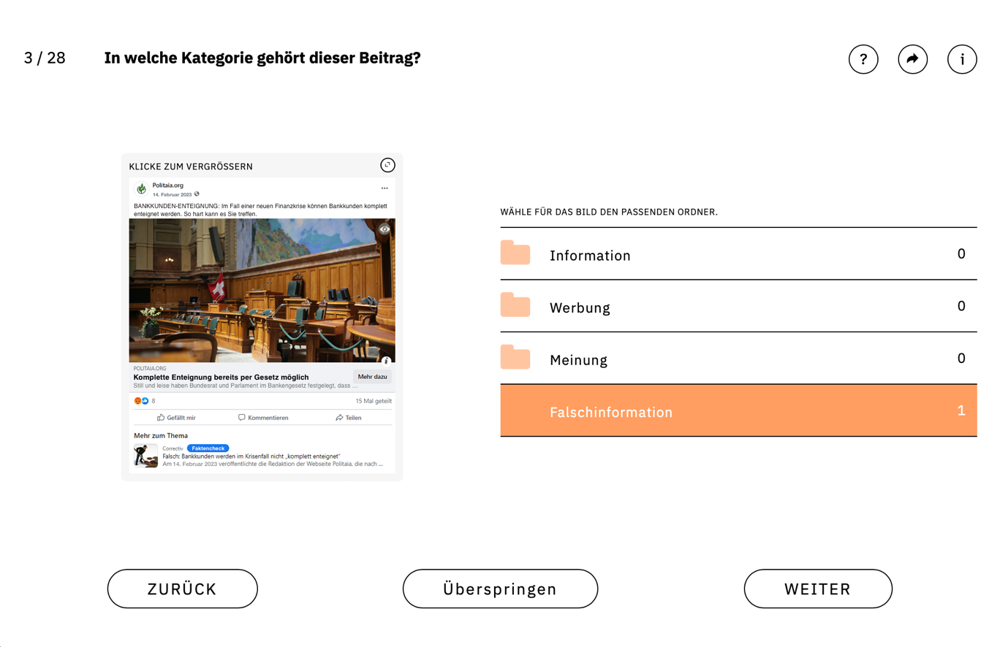 3 / 28
In welche Kategorie gehört dieser Beitrag?
?
i
KLICKE ZUM VERGRÖSSERN
Politaia.org
14. Februar 2023
BANKKUNDEN-ENTEIGNUNG: Im Fall einer neuen Finanzkrise können Bankkunden komplett
enteignet werden. So hart kann es Sie treffen.
i
POLITAIA.ORG
Komplette Enteignung bereits per Gesetz möglich
Mehr dazu
Still und leise haben Bundesrat und Parlament im Bankengesetz festgelegt, dass ...
8
15 Mal geteilt
Gefällt mir
Kommentieren
Teilen
Mehr zum Thema
Correctiv Faktencheck
Falsch: Bankkunden werden im Krisenfall nicht „komplett enteignet"
Am 14. Februar 2023 veröffentlichte die Redaktion der Webseite Politaia, die nach ...
WÄHLE FÜR DAS BILD DEN PASSENDEN ORDNER.
Information 0
Werbung 0
Meinung 0
Falschinformation 1
ZURÜCK
Überspringen
WEITER